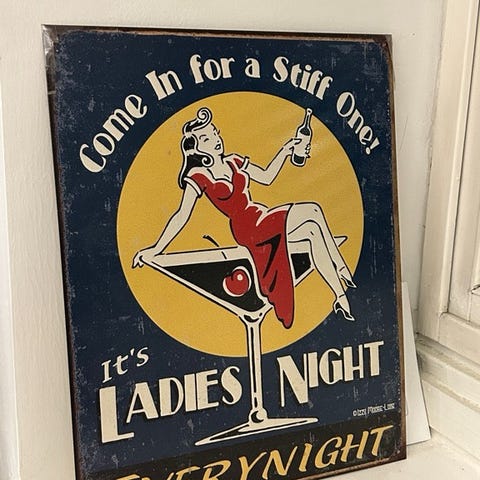 Come In for a Stiff One!
It's
LADIES NIGHT
EVERYNIGHT